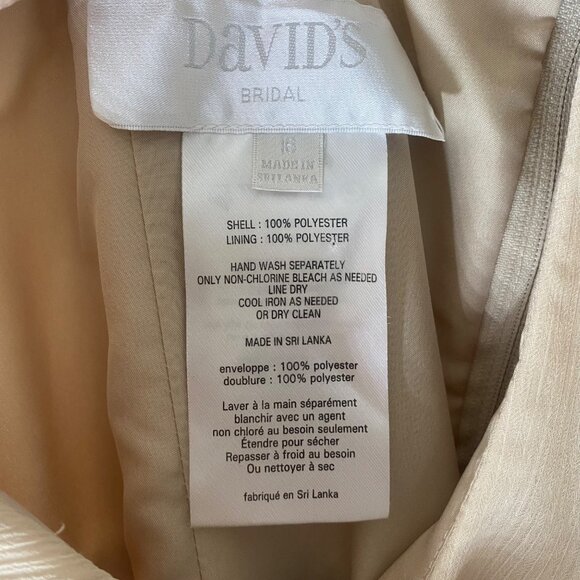 DAVID'S
BRIDAL
16
MADE IN
SRI LANKA
SHELL : 100% POLYESTER
LINING : 100% POLYESTER
HAND WASH SEPARATELY
ONLY NON-CHLORINE BLEACH AS NEEDED
LINE DRY
COOL IRON AS NEEDED
OR DRY CLEAN
MADE IN SRI LANKA
enveloppe : 100% polyester
doublure : 100% polyester
Laver à la main séparément
blanchir avec un agent
non chloré au besoin seulement
Étendre pour sécher
Repasser à froid au besoin
Ou nettoyer à sec
fabriqué en Sri Lanka